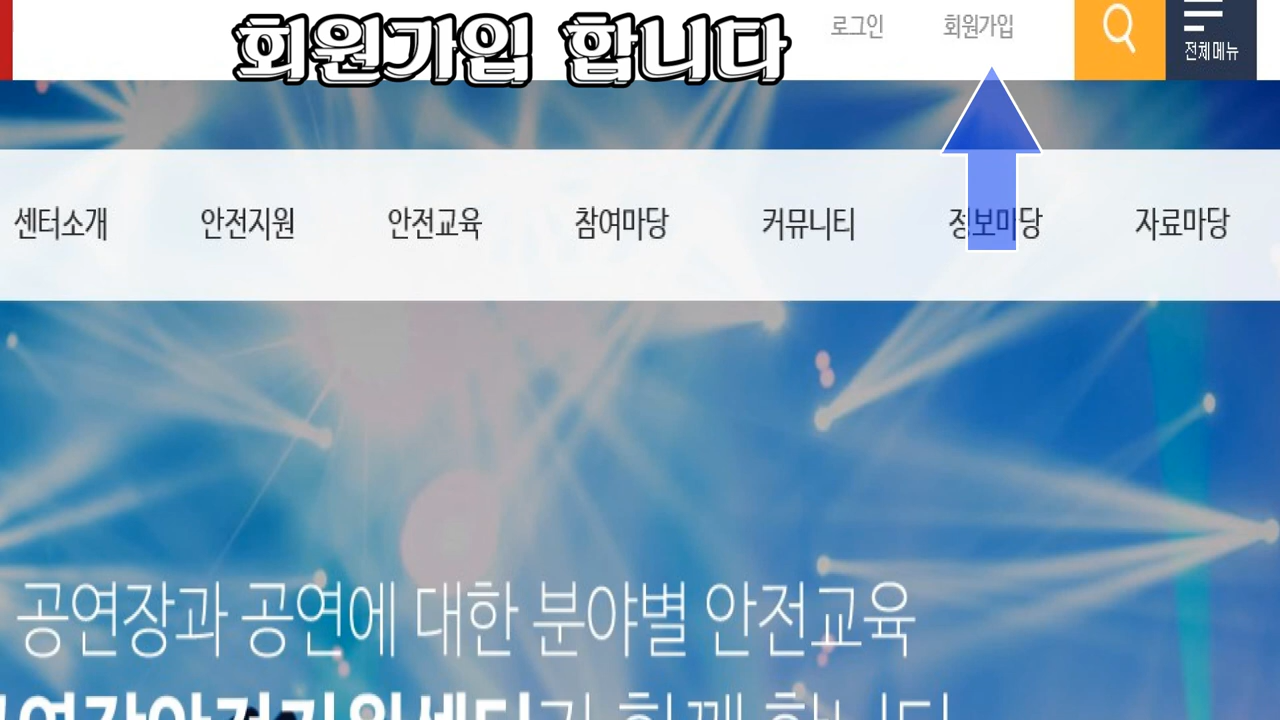 회원가입 합니다
로그인 회원가입
전체메뉴
센터소개 안전지원 안전교육 참여마당 커뮤니티 정보마당 자료마당
공연장과 공연에 대한 분야별 안전교육